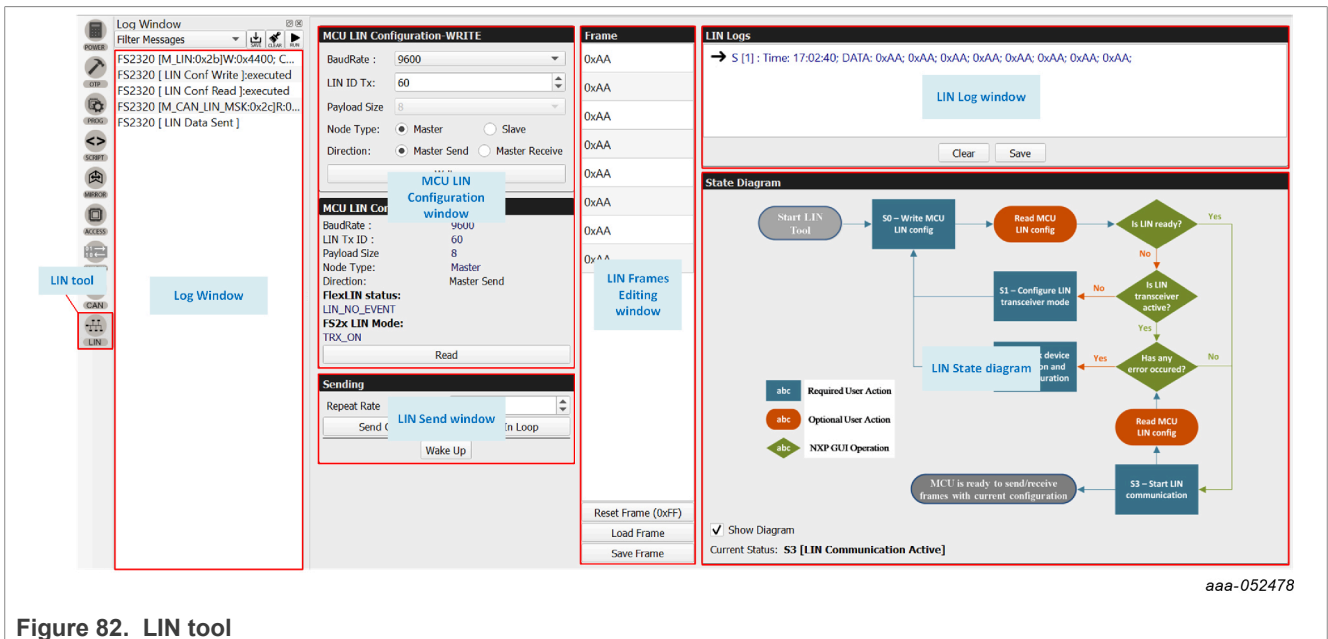 Log Window
Filter Messages
SAVE CLEAR RUN
FS2320 [M_LIN:0x2b]W:0x4400; C...
FS2320 [ LIN Conf Write ]:executed
FS2320 [ LIN Conf Read ]:executed
FS2320 [M_CAN_LIN_MSK:0x2c]R:0...
FS2320 [ LIN Data Sent ]
POWER
OTP
PROG
SCRIPT
MIRROR
ACCESS
CAN
LIN
LIN tool
Log Window
MCU LIN Configuration-WRITE
BaudRate : 9600
LIN ID Tx: 60
Payload Size 8
Node Type: Master Slave
Direction: Master Send Master Receive
MCU LIN Configuration window
MCU LIN
BaudRate : 9600
LIN Tx ID : 60
Payload Size 8
Node Type: Master
Direction: Master Send
FlexLIN status:
LIN_NO_EVENT
FS2x LIN Mode:
TRX_ON
Read
Sending
Repeat Rate
LIN Send window
Send In Loop
Wake Up
Frame
0xAA
0xAA
0xAA
0xAA
0xAA
0xAA
0xAA
0xAA
LIN Frames
Editing
window
Reset Frame (0xFF)
Load Frame
Save Frame
LIN Logs
S [1] : Time: 17:02:40; DATA: 0xAA; 0xAA; 0xAA; 0xAA; 0xAA; 0xAA; 0xAA; 0xAA;
LIN Log window
Clear Save
State Diagram
Start LIN
Tool
S0 – Write MCU
LIN config
Read MCU
LIN config
Is LIN ready?
Yes
No
S1 – Configure LIN
transceiver mode
No
Is LIN
transceiver
active?
Yes
LIN State diagram
device
on and
uration
Yes
Has any
error occured?
No
abc Required User Action
abc Optional User Action
abc NXP GUI Operation
Read MCU
LIN config
MCU is ready to send/receive
frames with current configuration
S3 – Start LIN
communication
Show Diagram
Current Status: S3 [LIN Communication Active]
aaa-052478
Figure 82. LIN tool